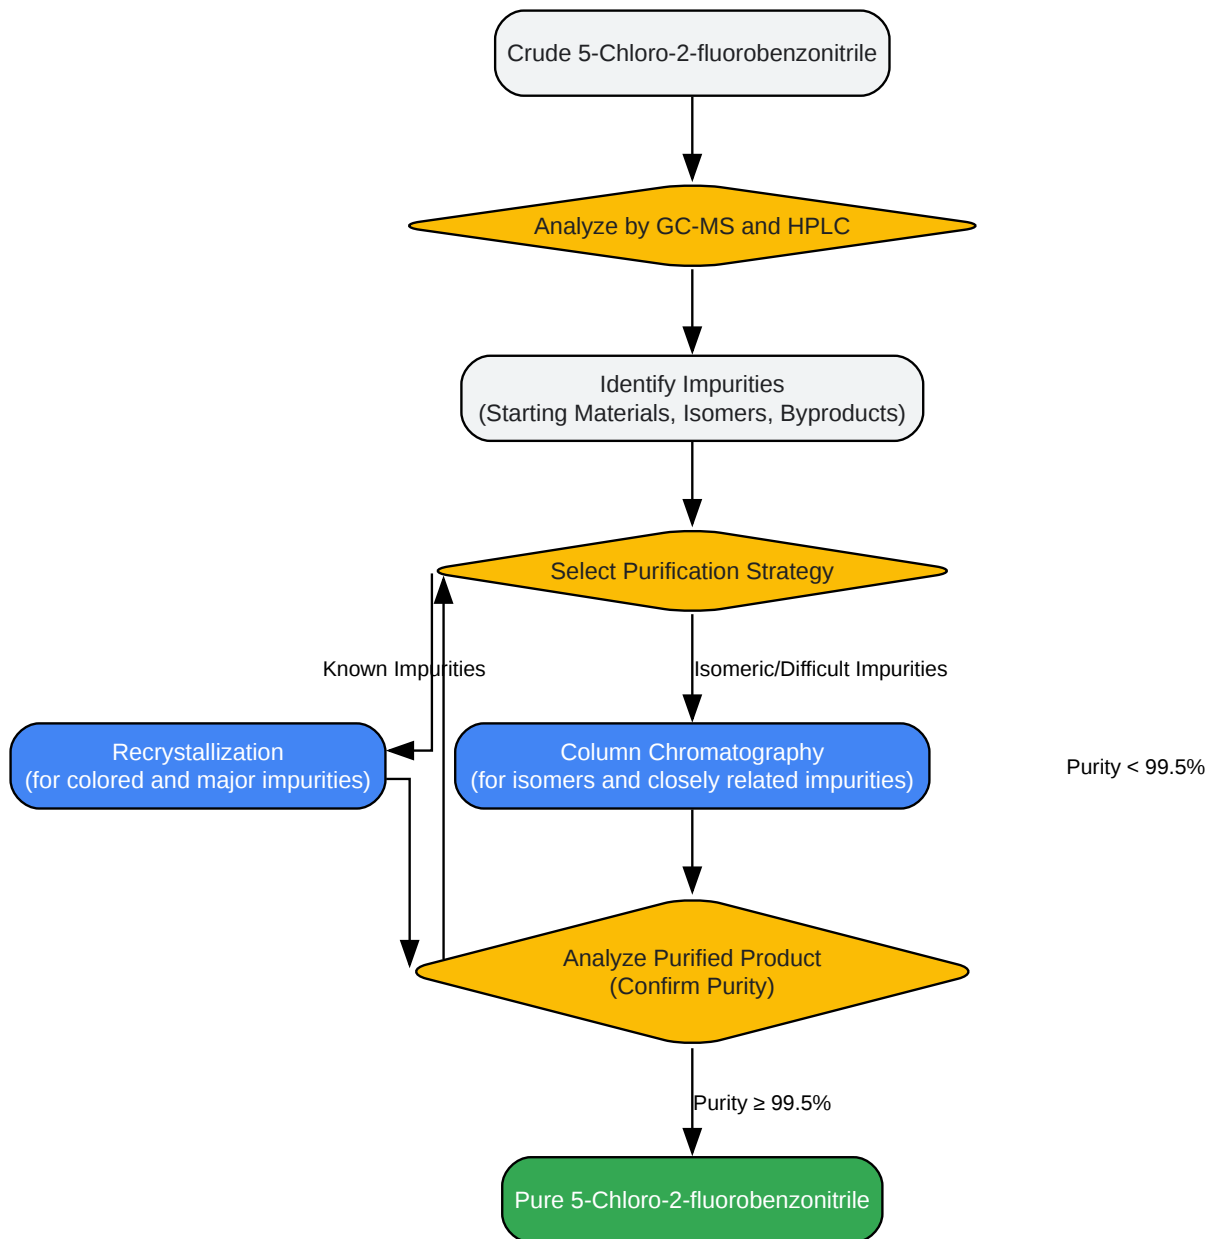 Crude 5-Chloro-2-fluorobenzonitrile
Analyze by GC-MS and HPLC
Identify Impurities
(Starting Materials, Isomers, Byproducts)
Select Purification Strategy
Known Impurities
Isomeric/Difficult Impurities
Recrystallization
(for colored and major impurities)
Column Chromatography
(for isomers and closely related impurities)
Purity < 99.5%
Analyze Purified Product
(Confirm Purity)
Purity ≥ 99.5%
Pure 5-Chloro-2-fluorobenzonitrile